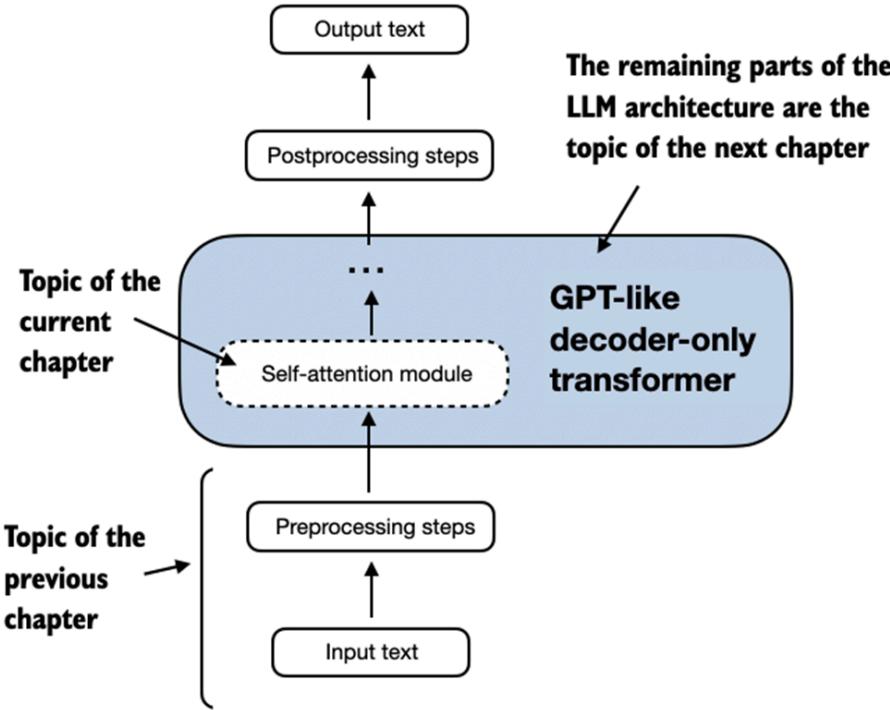 Output text
The remaining parts of the
LLM architecture are the
topic of the next chapter
Postprocessing steps
...
Topic of the
current
chapter
GPT-like
decoder-only
transformer
Self-attention module
Preprocessing steps
Topic of the
previous
chapter
Input text